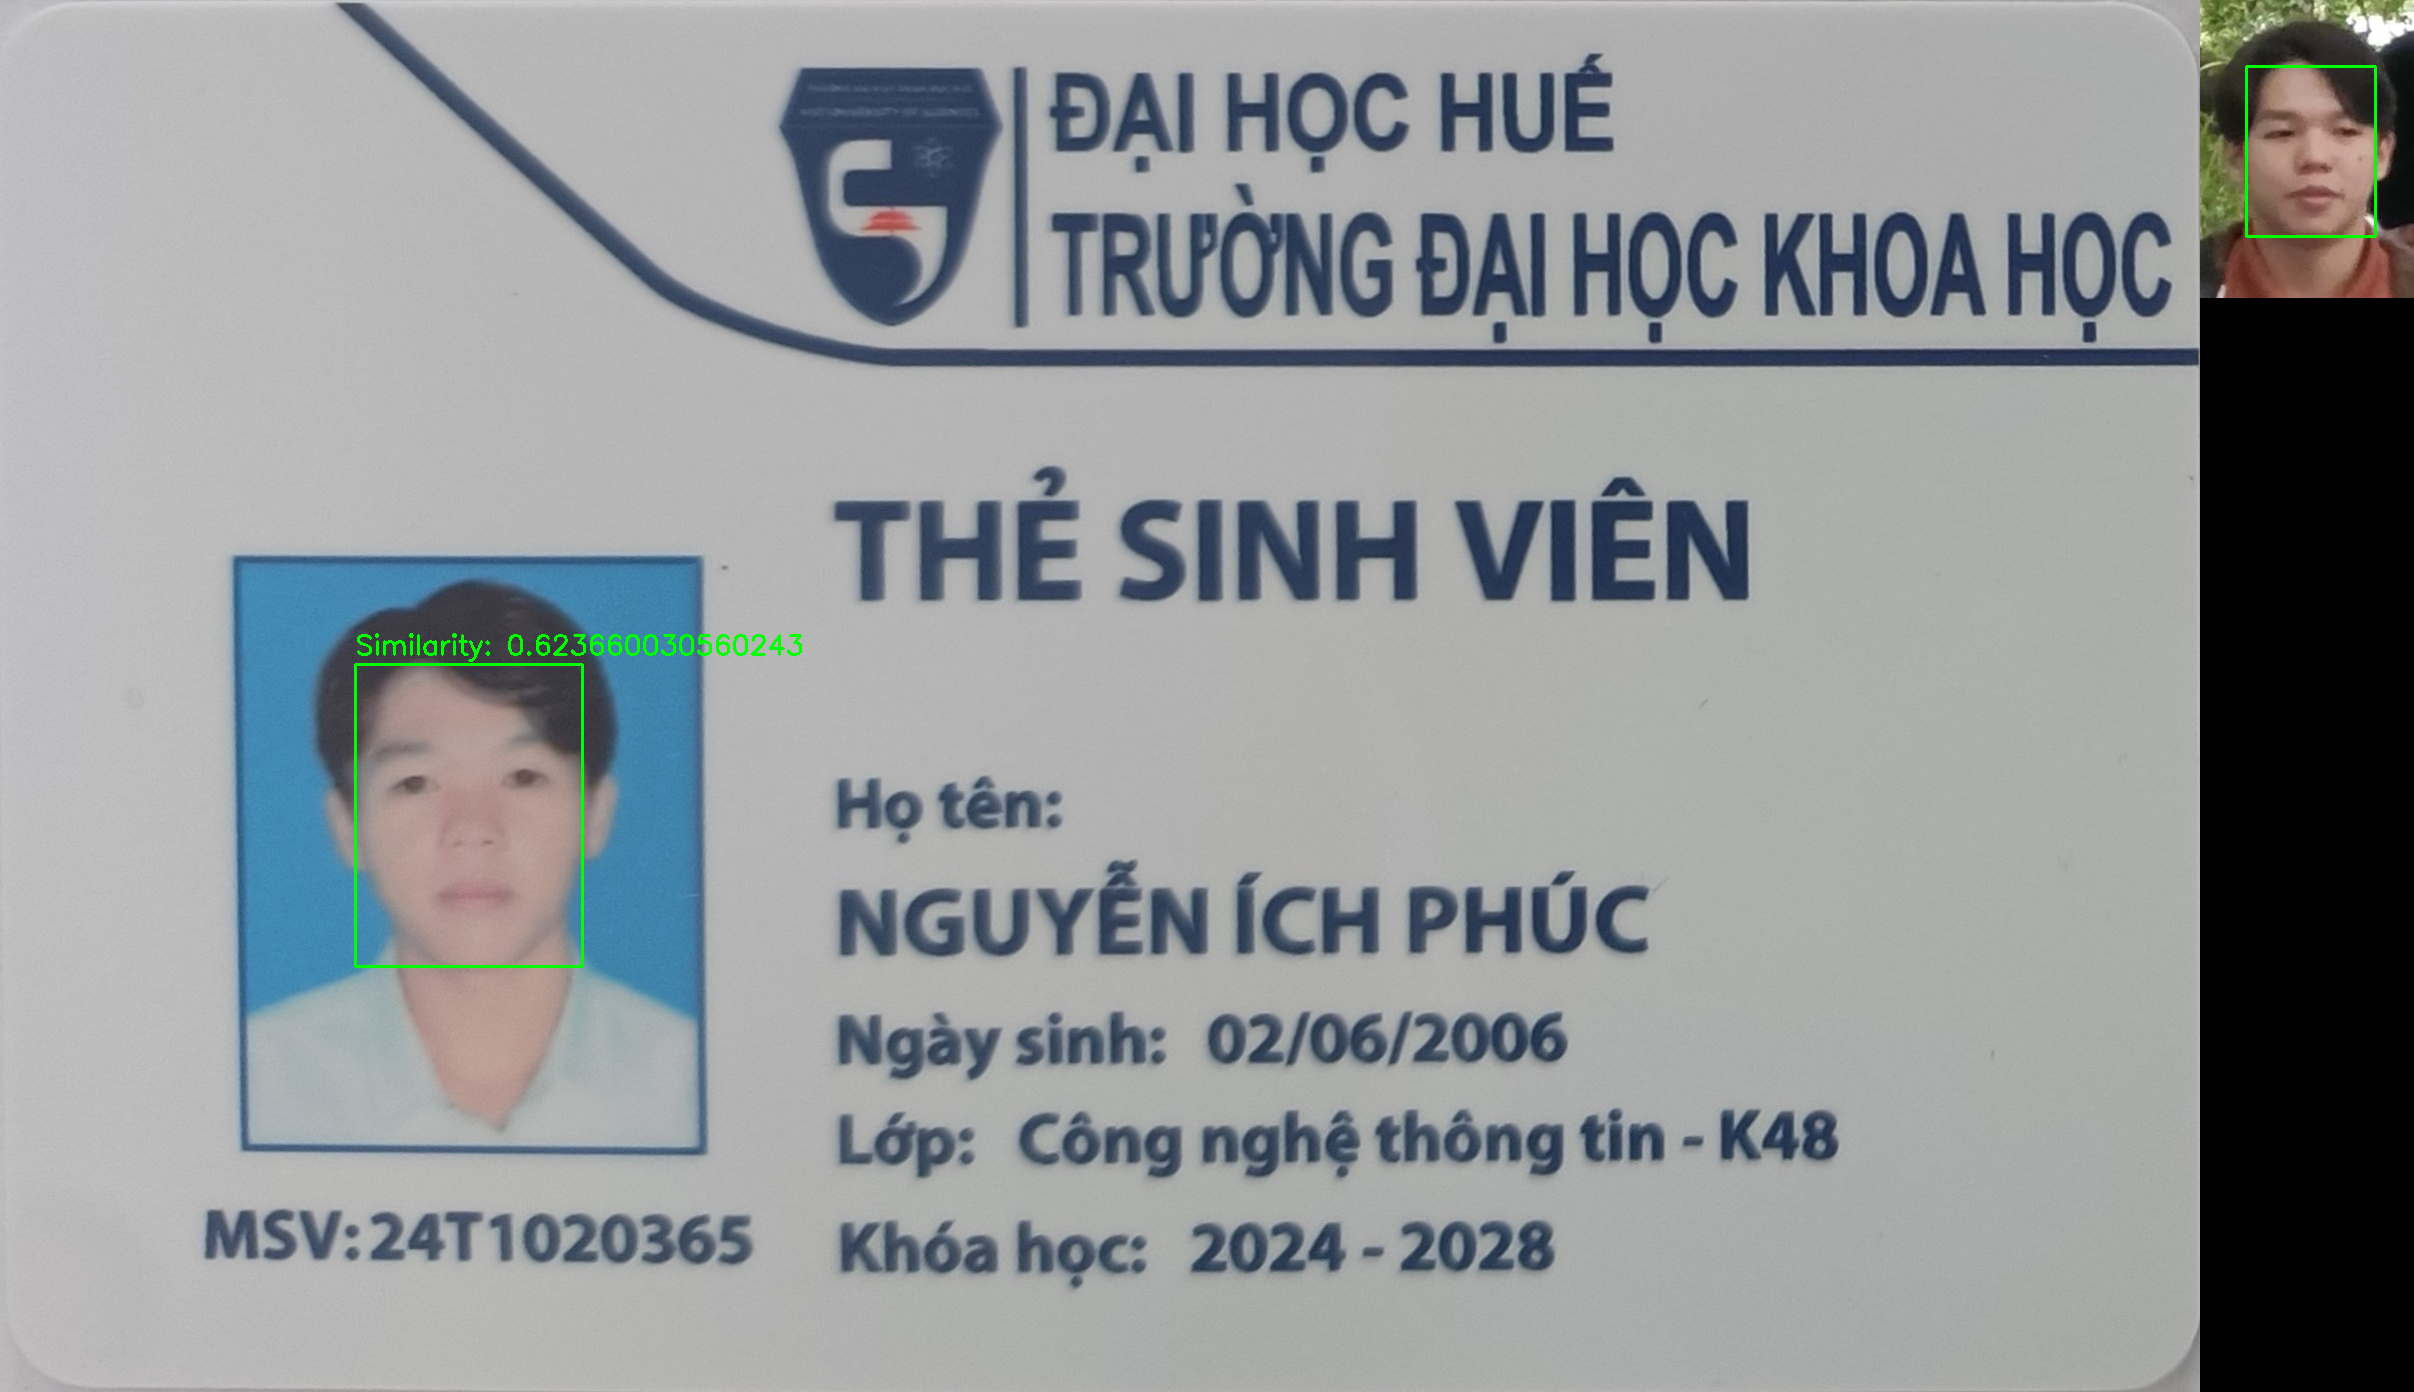 ĐẠI HỌC HUẾ
TRƯỜNG ĐẠI HỌC KHOA HỌC
THẺ SINH VIÊN
Similarity: 0.623660030560243
Họ tên:
NGUYỄN ÍCH PHÚC
Ngày sinh: 02/06/2006
Lớp: Công nghệ thông tin - K48
MSV: 24T1020365
Khóa học: 2024 - 2028